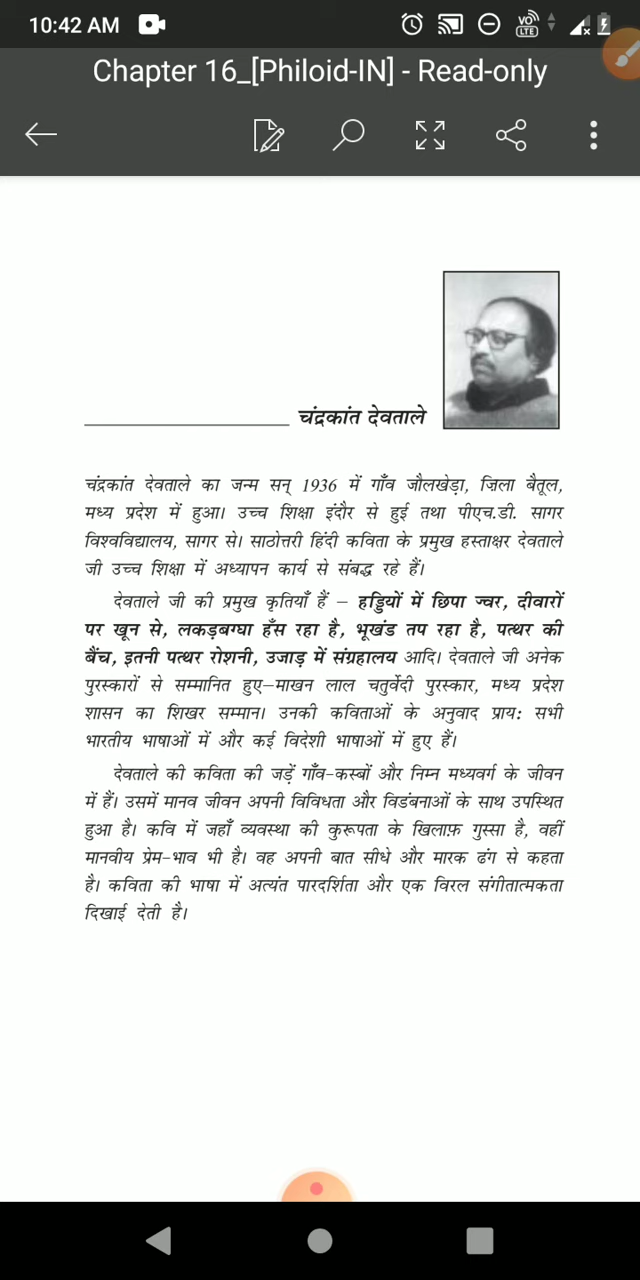 10:42 AM
VO LTE
Chapter 16_[Philoid-IN] - Read-only
चंद्रकांत देवताले
चंद्रकांत देवताले का जन्म सन् 1936 में गाँव जौलखेड़ा, ज़िला बैतूल,
मध्य प्रदेश में हुआ। उच्च शिक्षा इंदौर से हुई तथा पीएच.डी. सागर
विश्वविद्यालय, सागर से। साठोत्तरी हिंदी कविता के प्रमुख हस्ताक्षर देवताले
जी उच्च शिक्षा में अध्यापन कार्य से संबद्ध रहे हैं।
देवताले जी की प्रमुख कृतियाँ हैं – हड्डियों में छिपा ज्वर, दीवारों
पर खून से, लकड़बग्घा हँस रहा है, भूखंड तप रहा है, पत्थर की
बैंच, इतनी पत्थर रोशनी, उजाड़ में संग्रहालय आदि। देवताले जी अनेक
पुरस्कारों से सम्मानित हुए–माखन लाल चतुर्वेदी पुरस्कार, मध्य प्रदेश
शासन का शिखर सम्मान। उनकी कविताओं के अनुवाद प्राय: सभी
भारतीय भाषाओं में और कई विदेशी भाषाओं में हुए हैं।
देवताले की कविता की जड़ें गाँव-कस्बों और निम्न मध्यवर्ग के जीवन
में हैं। उसमें मानव जीवन अपनी विविधता और विडंबनाओं के साथ उपस्थित
हुआ है। कवि में जहाँ व्यवस्था की कुरूपता के खिलाफ़ गुस्सा है, वहीं
मानवीय प्रेम-भाव भी है। वह अपनी बात सीधे और मारक ढंग से कहता
है। कविता की भाषा में अत्यंत पारदर्शिता और एक विरल संगीतात्मकता
दिखाई देती है।